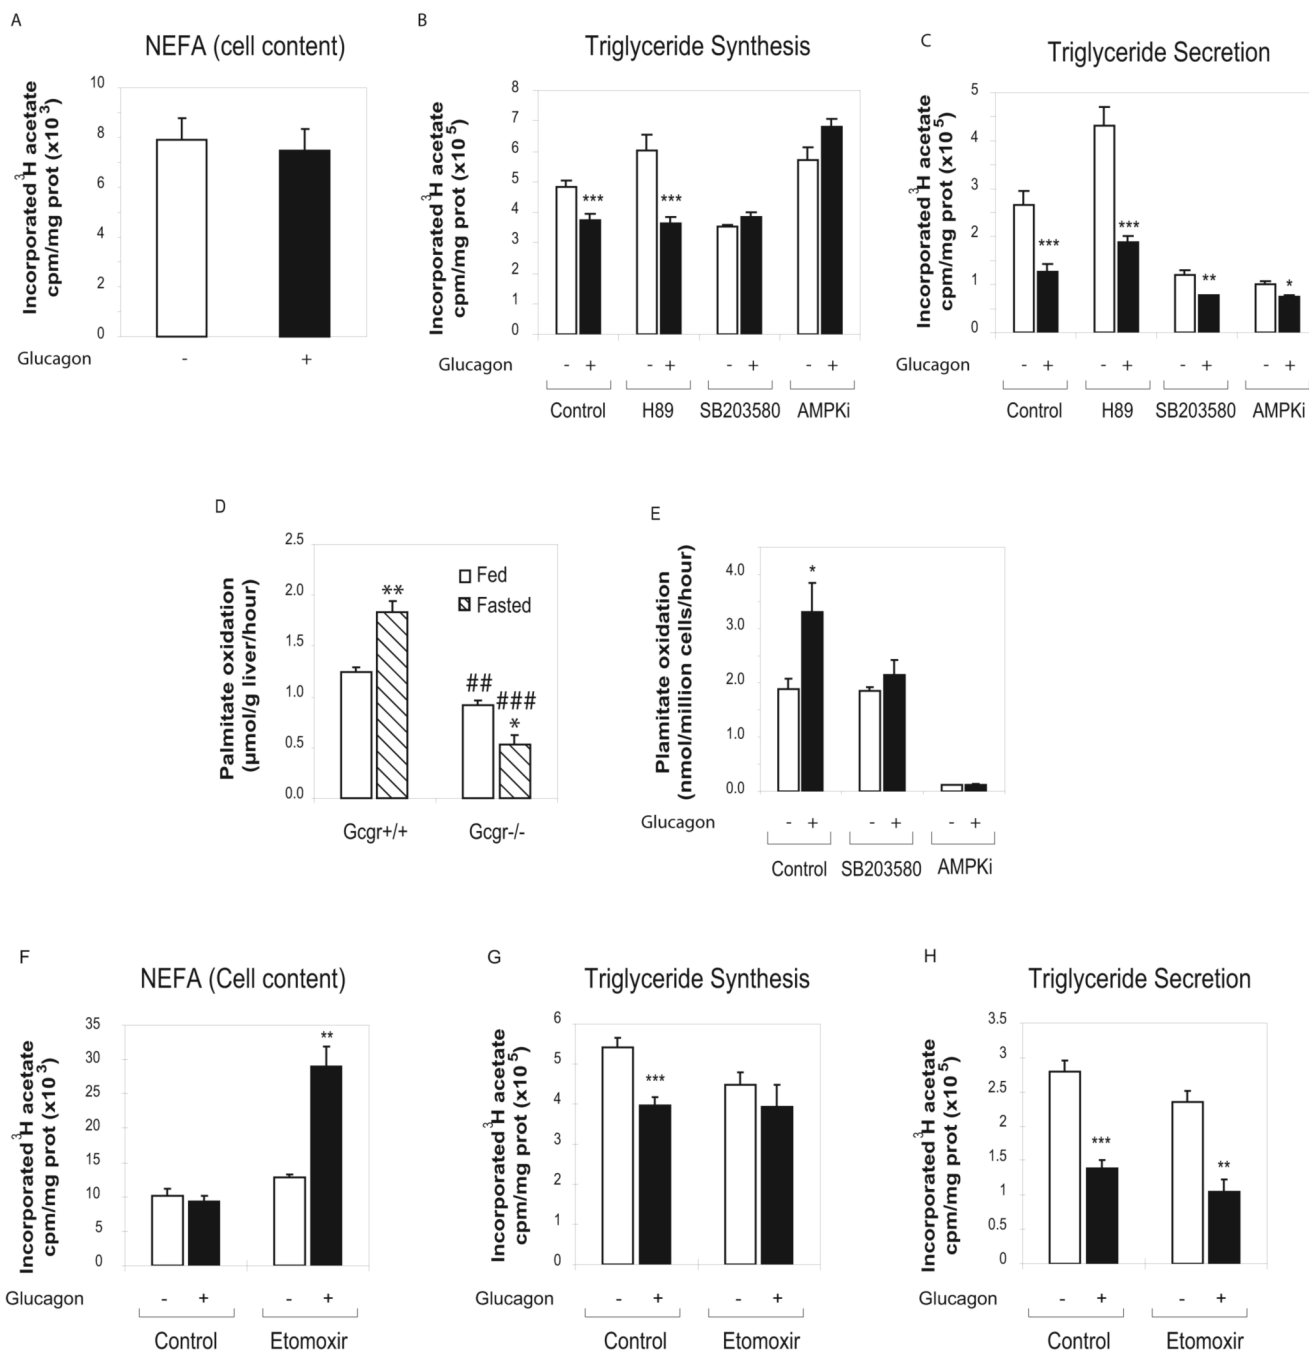 A
NEFA (cell content)
Incorporated ³H acetate
cpm/mg prot (x10³)
10
8
6
4
2
0
Glucagon - +
B
Triglyceride Synthesis
Incorporated ³H acetate
cpm/mg prot (x10⁵)
8
7
6
5
4
3
2
1
0
*** ***
Glucagon - + - + - + - +
Control H89 SB203580 AMPKi
C
Triglyceride Secretion
Incorporated ³H acetate
cpm/mg prot (x10⁵)
5
4
3
2
1
0
*** *** ** *
Glucagon - + - + - + - +
Control H89 SB203580 AMPKi
D
Palmitate oxidation
(µmol/g liver/hour)
2.5
2.0
1.5
1.0
0.5
0.0
Fed
Fasted
**
##
###
*
Gcgr+/+ Gcgr-/-
E
Plamitate oxidation
(nmol/million cells/hour)
4.0
3.0
2.0
1.0
0.0
*
Glucagon - + - + - +
Control SB203580 AMPKi
F
NEFA (Cell content)
Incorporated ³H acetate
cpm/mg prot (x10³)
35
30
25
20
15
10
5
0
**
Glucagon - + - +
Control Etomoxir
G
Triglyceride Synthesis
Incorporated ³H acetate
cpm/mg prot (x10⁵)
6
5
4
3
2
1
0
***
Glucagon - + - +
Control Etomoxir
H
Triglyceride Secretion
Incorporated ³H acetate
cpm/mg prot (x10⁵)
3.5
3
2.5
2
1.5
1
0.5
0
*** **
Glucagon - + - +
Control Etomoxir